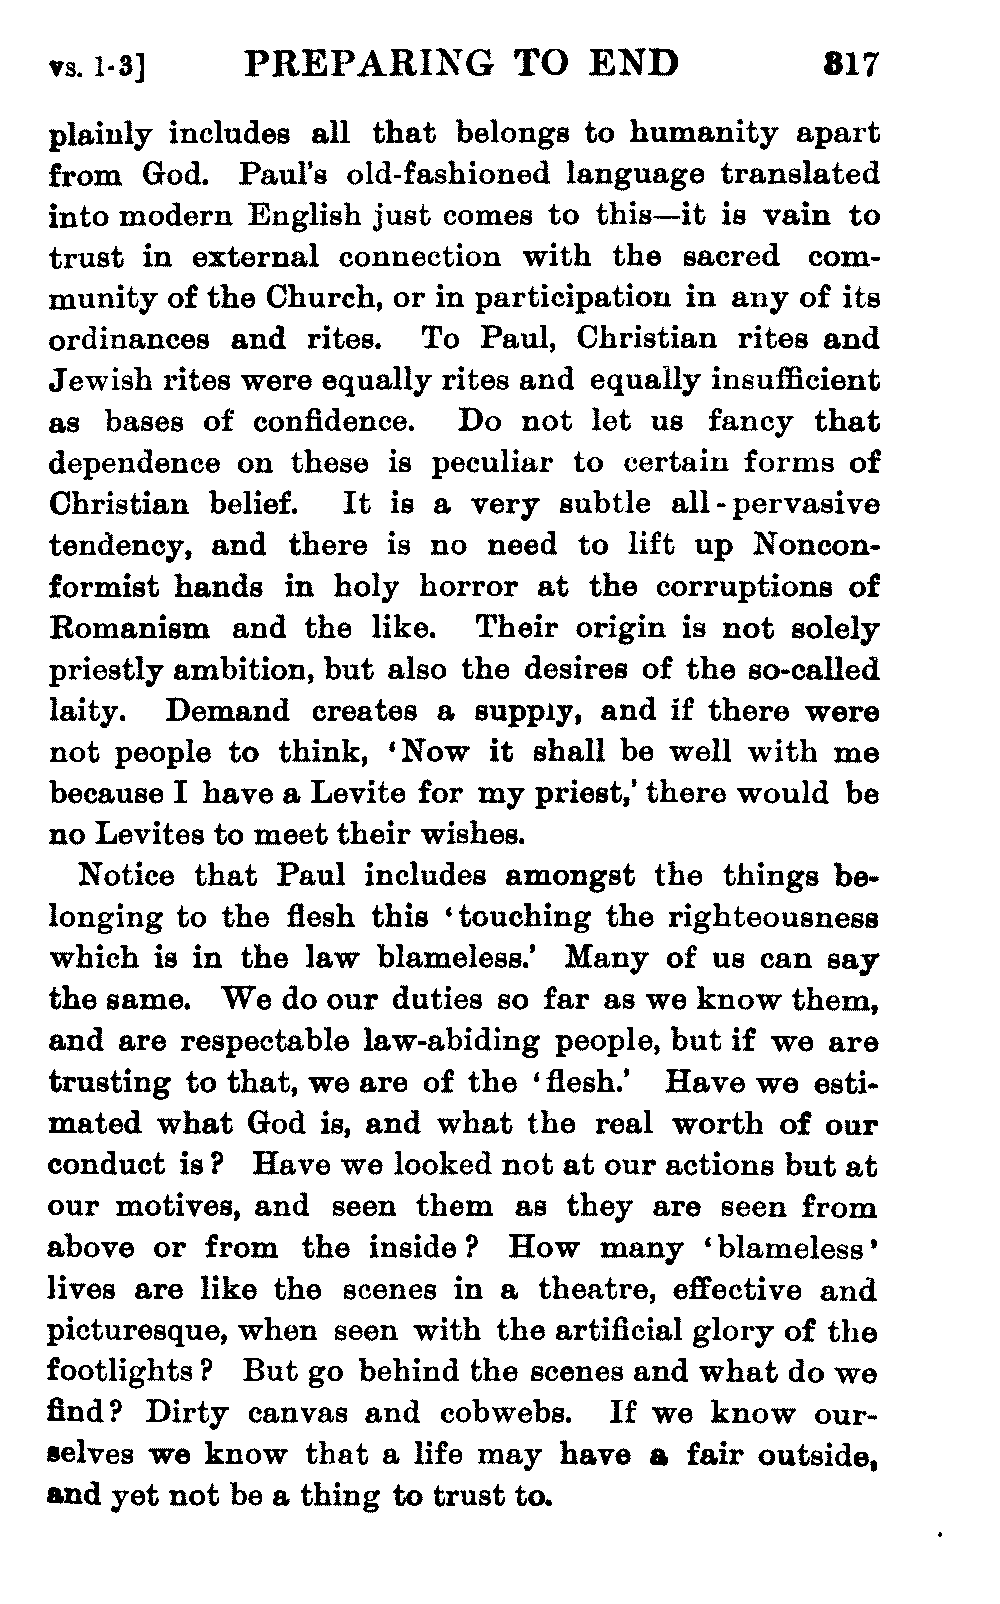 vs. 1-3] PREPARING TO END 317
plainly includes all that belongs to humanity apart
from God. Paul's old-fashioned language translated
into modern English just comes to this—it is vain to
trust in external connection with the sacred com-
munity of the Church, or in participation in any of its
ordinances and rites. To Paul, Christian rites and
Jewish rites were equally rites and equally insufficient
as bases of confidence. Do not let us fancy that
dependence on these is peculiar to certain forms of
Christian belief. It is a very subtle all-pervasive
tendency, and there is no need to lift up Noncon-
formist hands in holy horror at the corruptions of
Romanism and the like. Their origin is not solely
priestly ambition, but also the desires of the so-called
laity. Demand creates a supply, and if there were
not people to think, ‘Now it shall be well with me
because I have a Levite for my priest,’ there would be
no Levites to meet their wishes.
Notice that Paul includes amongst the things be-
longing to the flesh this ‘touching the righteousness
which is in the law blameless.’ Many of us can say
the same. We do our duties so far as we know them,
and are respectable law-abiding people, but if we are
trusting to that, we are of the ‘flesh.’ Have we esti-
mated what God is, and what the real worth of our
conduct is? Have we looked not at our actions but at
our motives, and seen them as they are seen from
above or from the inside? How many ‘blameless’
lives are like the scenes in a theatre, effective and
picturesque, when seen with the artificial glory of the
footlights? But go behind the scenes and what do we
find? Dirty canvas and cobwebs. If we know our-
selves we know that a life may have a fair outside,
and yet not be a thing to trust to.